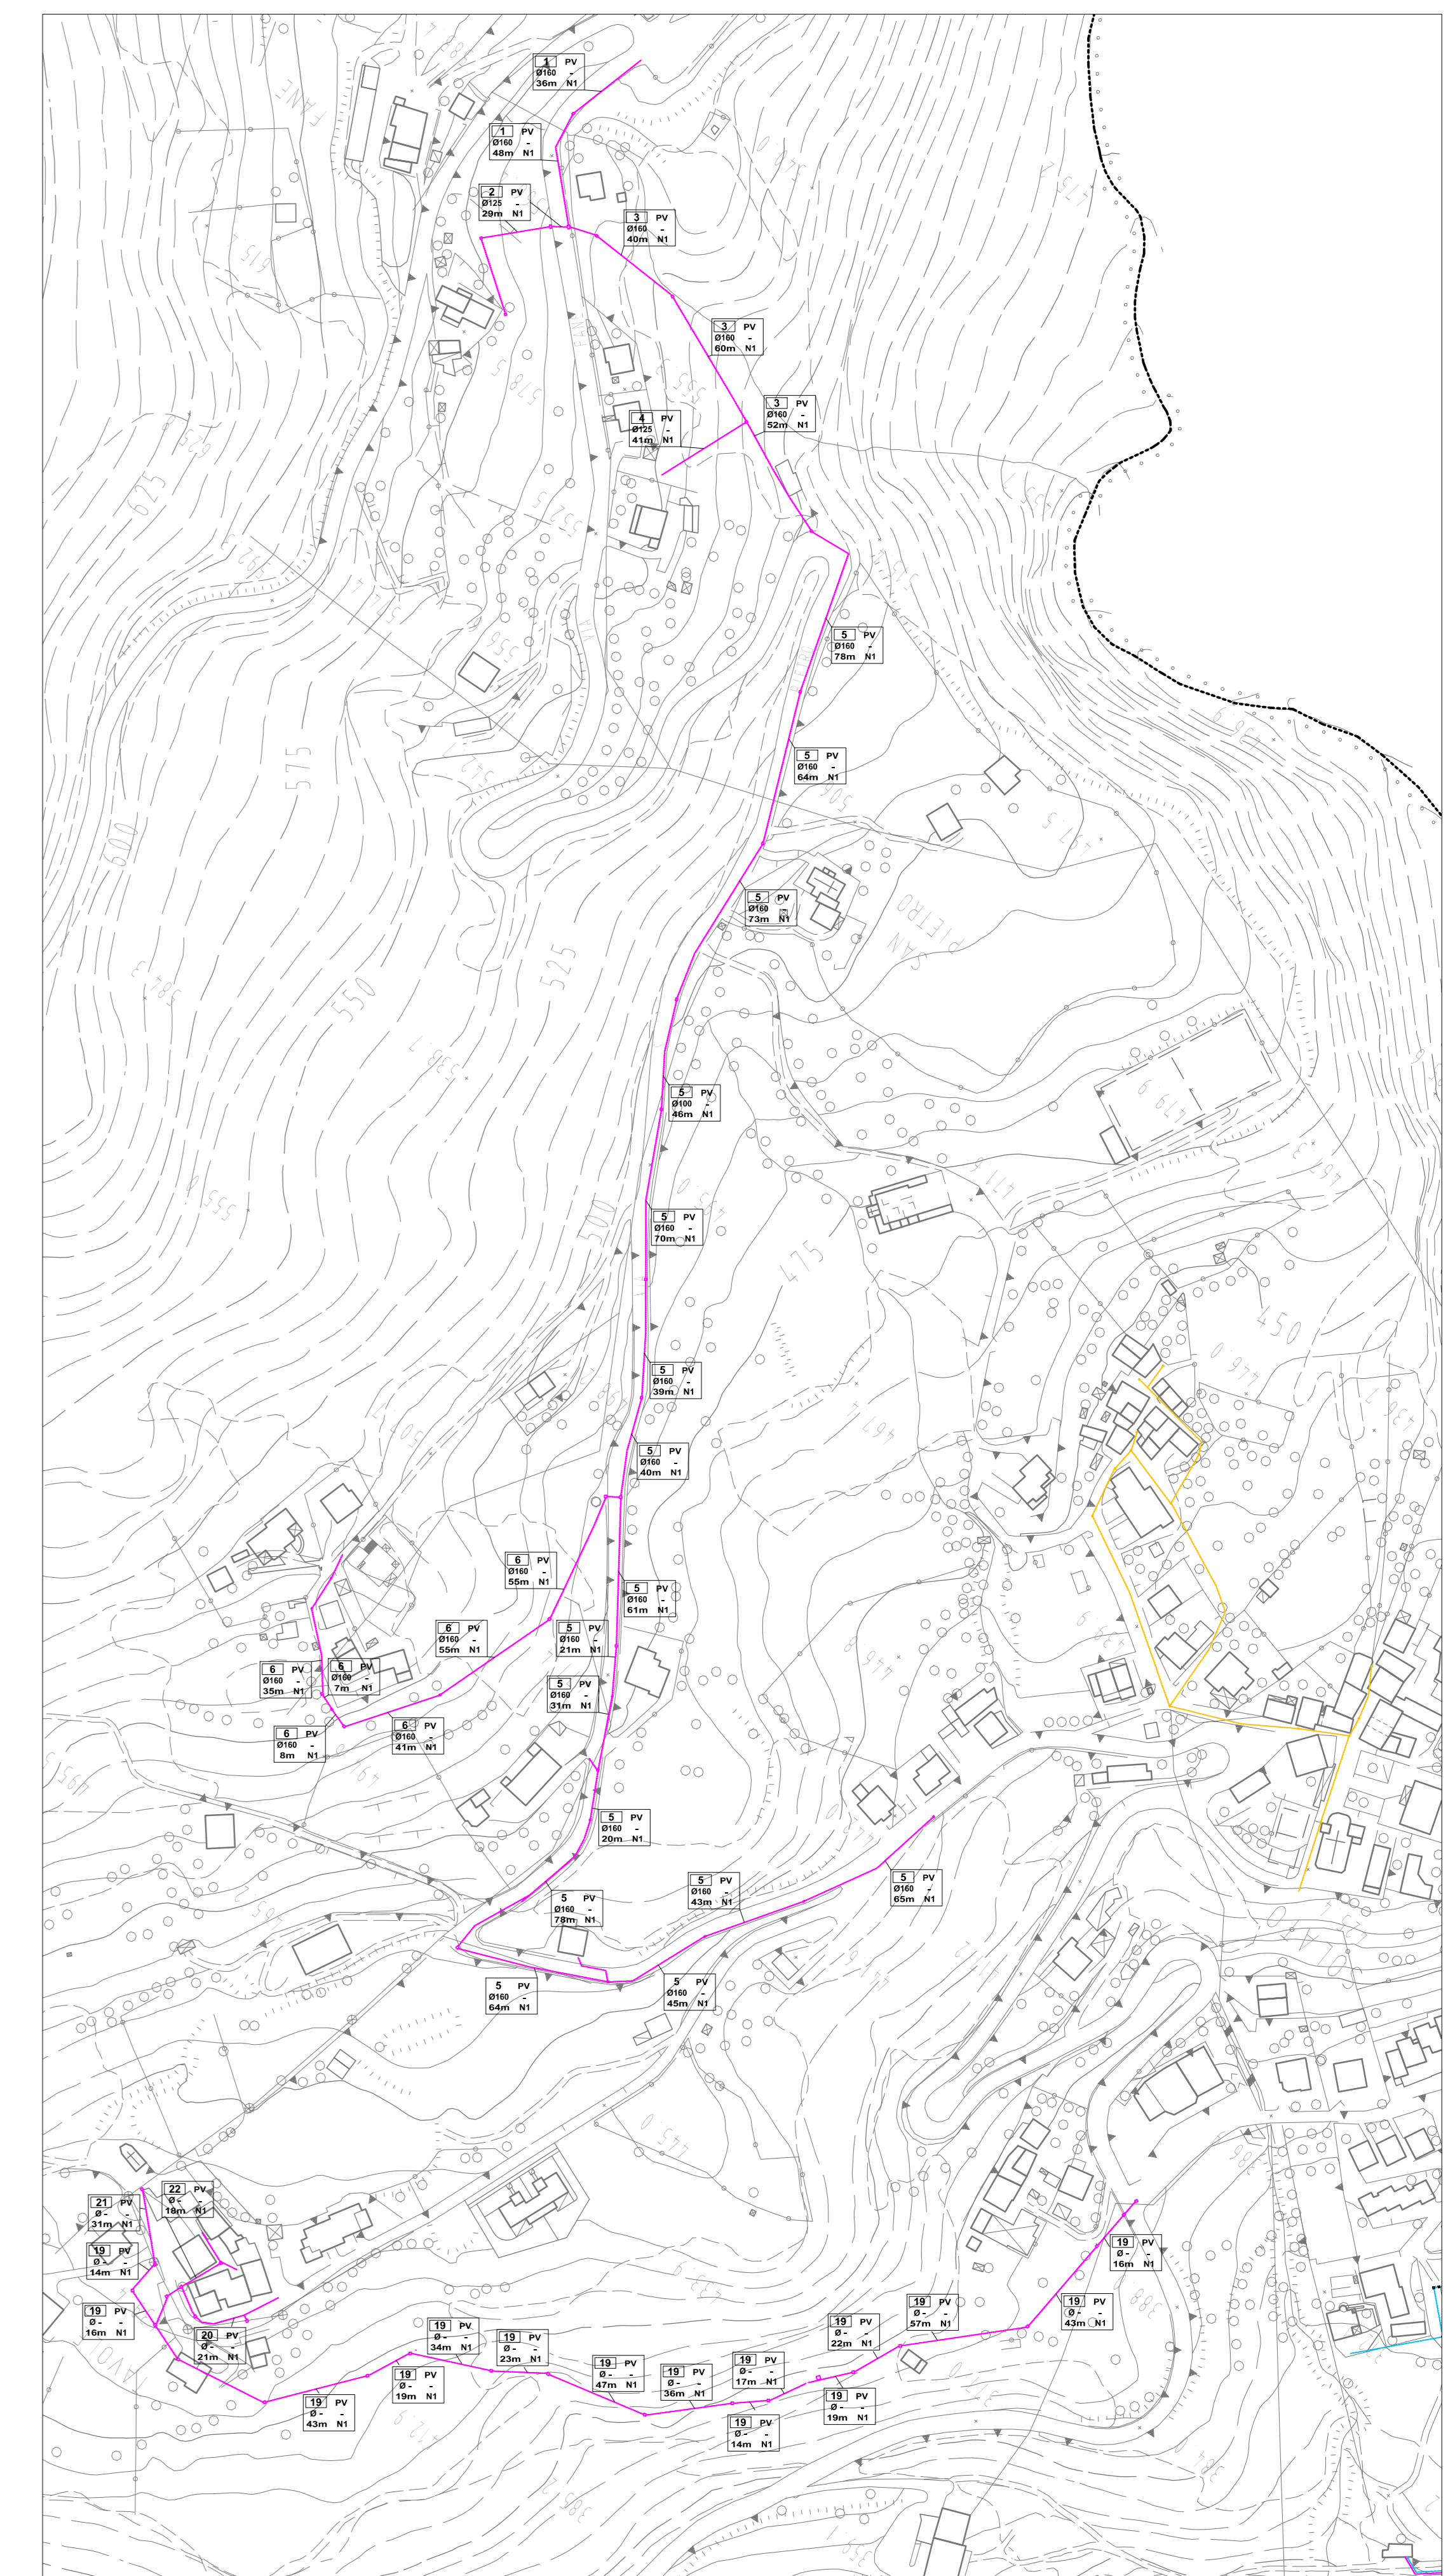 1 PV
Ø160 -
36m N1
1 PV
Ø160 -
48m N1
2 PV
Ø125 -
29m N1
3 PV
Ø160 -
40m N1
3 PV
Ø160 -
60m N1
3 PV
Ø160 -
52m N1
4 PV
Ø125 -
41m N1
625
5 PV
Ø160 -
78m N1
575
5 PV
Ø160 -
64m N1
600
5 PV
Ø160 -
73m N1
SAN PIETRO
550
525
5 PV
Ø100 -
46m N1
5 PV
Ø160 -
70m N1
500
475
450
5 PV
Ø160 -
39m N1
5 PV
Ø160 -
40m N1
6 PV
Ø160 -
55m N1
5 PV
Ø160 -
61m N1
6 PV
Ø160 -
55m N1
5 PV
Ø160 -
21m N1
6 PV
Ø160 -
35m N1
6 PV
Ø160 -
7m N1
5 PV
Ø160 -
31m N1
6 PV
Ø160 -
8m N1
6 PV
Ø160 -
41m N1
5 PV
Ø160 -
20m N1
5 PV
Ø160 -
43m N1
5 PV
Ø160 -
65m N1
5 PV
Ø160 -
78m N1
5 PV
Ø160 -
64m N1
5 PV
Ø160 -
45m N1
22 PV
Ø- -
18m N1
21 PV
Ø- -
31m N1
19 PV
Ø- -
14m N1
19 PV
Ø- -
16m N1
20 PV
Ø- -
21m N1
19 PV
Ø- -
43m N1
19 PV
Ø- -
19m N1
19 PV
Ø- -
34m N1
19 PV
Ø- -
23m N1
19 PV
Ø- -
47m N1
19 PV
Ø- -
36m N1
19 PV
Ø- -
17m N1
19 PV
Ø- -
14m N1
19 PV
Ø- -
22m N1
19 PV
Ø- -
19m N1
19 PV
Ø- -
57m N1
19 PV
Ø- -
43m N1
19 PV
Ø- -
16m N1